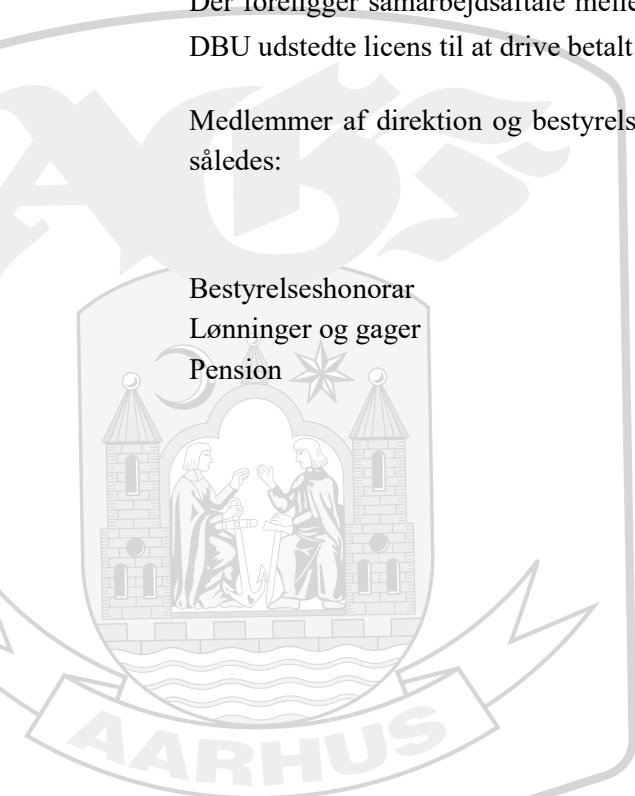 Der foreligger samarbejdsaftale
DBU udstedte licens til at drive betalt
Medlemmer af direktion og
således:
AGF
Bestyrelseshonorar
Lønninger og gager
Pension
AARHUS